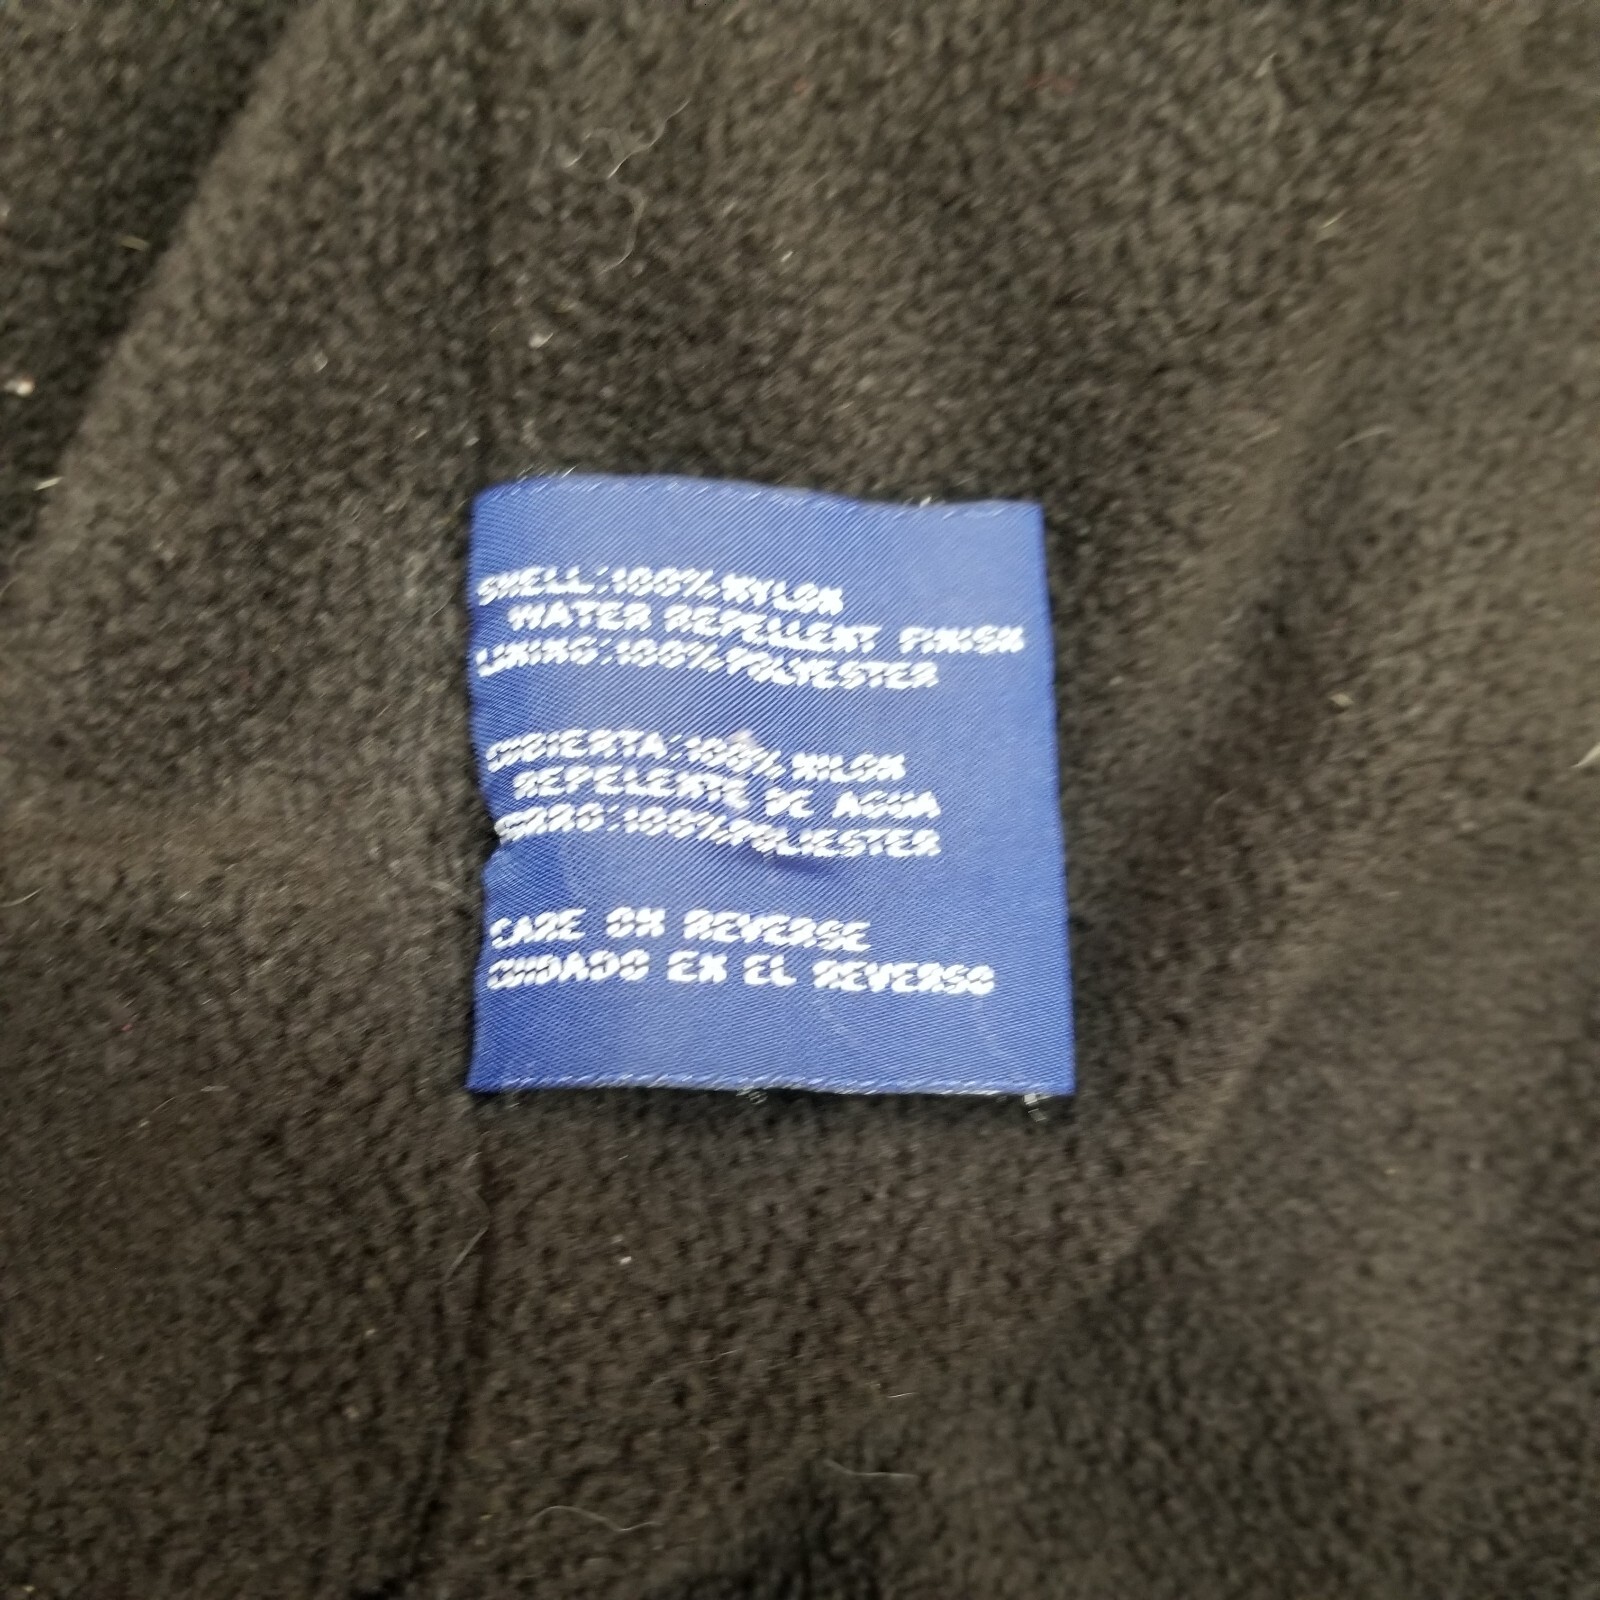 SHELL:100% NYLON
WATER REPELLENT FINISH
LINING:100% POLYESTER
CUBIERTA:100% NILON
REPELENTE DE AGUA
FORRO:100% POLIESTER
CARE ON REVERSE
CUIDADO EN EL REVERSO